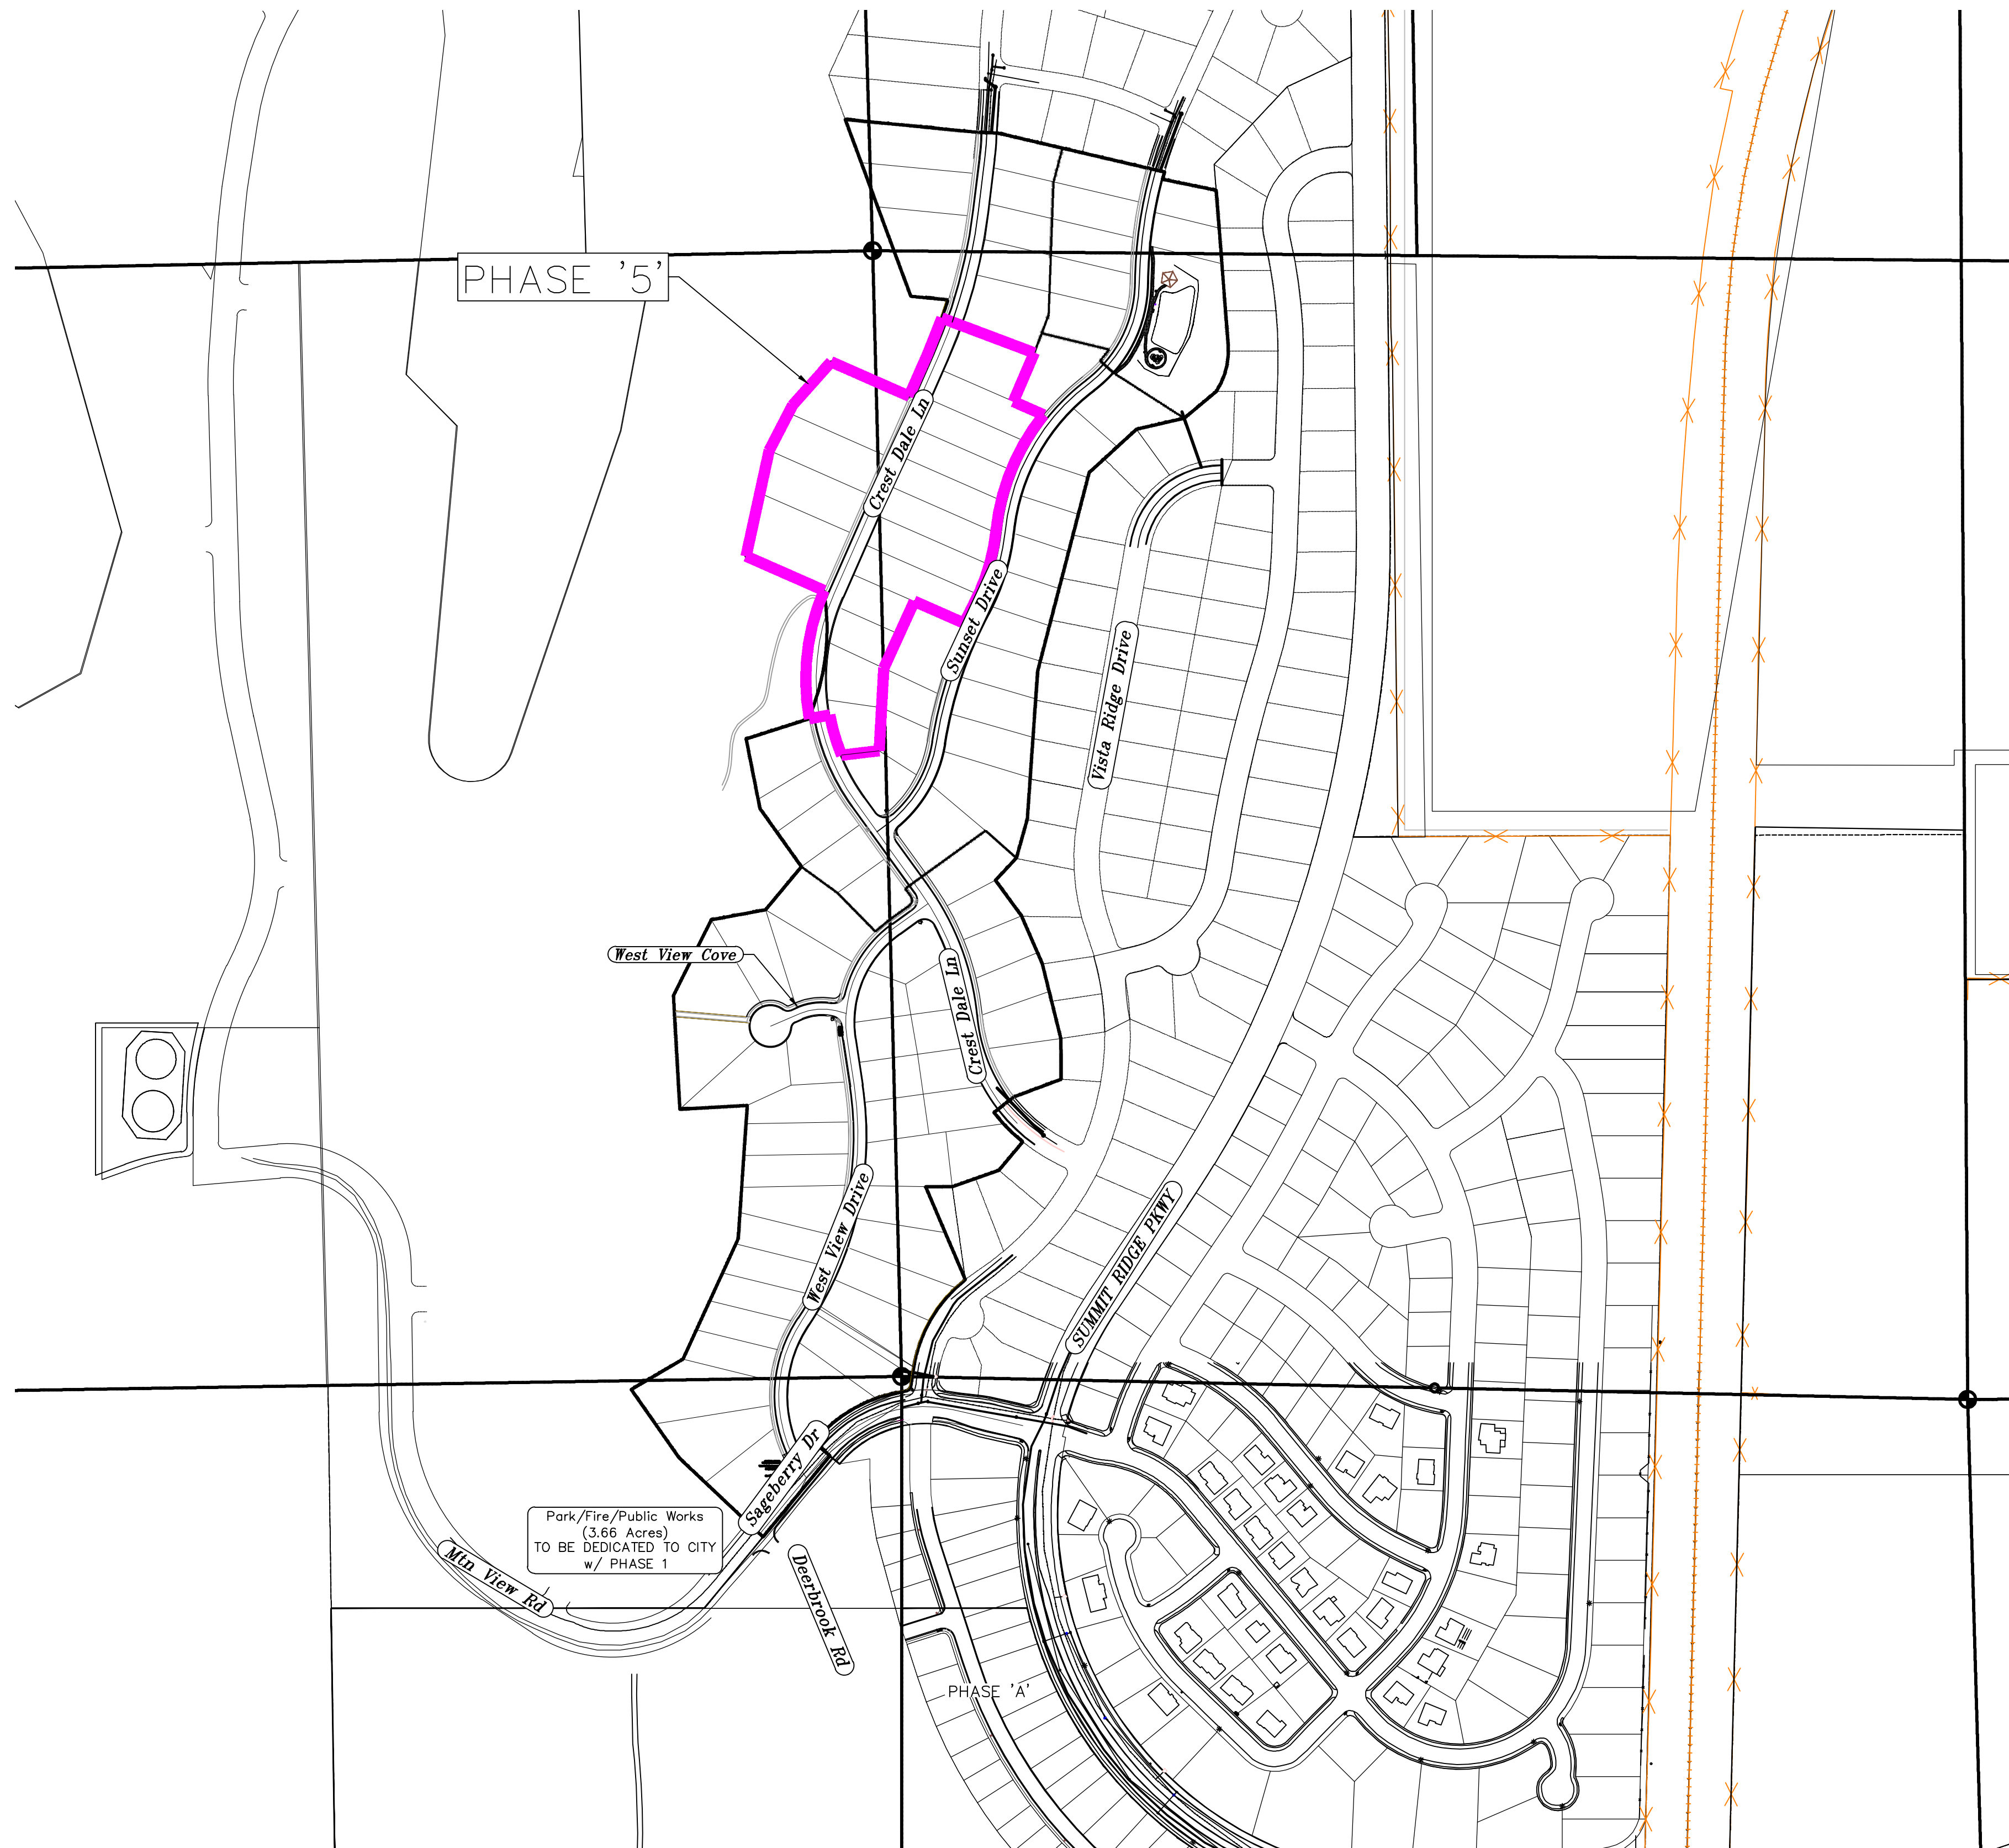 PHASE '5'
Crest Dale Ln
Sunset Drive
Vista Ridge Drive
West View Cove
Crest Dale Ln
West View Drive
SUMMIT RIDGE PKWY
Sageberry Dr
Park/Fire/Public Works
(3.66 Acres)
TO BE DEDICATED TO CITY
w/ PHASE 1
Mtn View Rd
Deerbrook Rd
PHASE 'A'